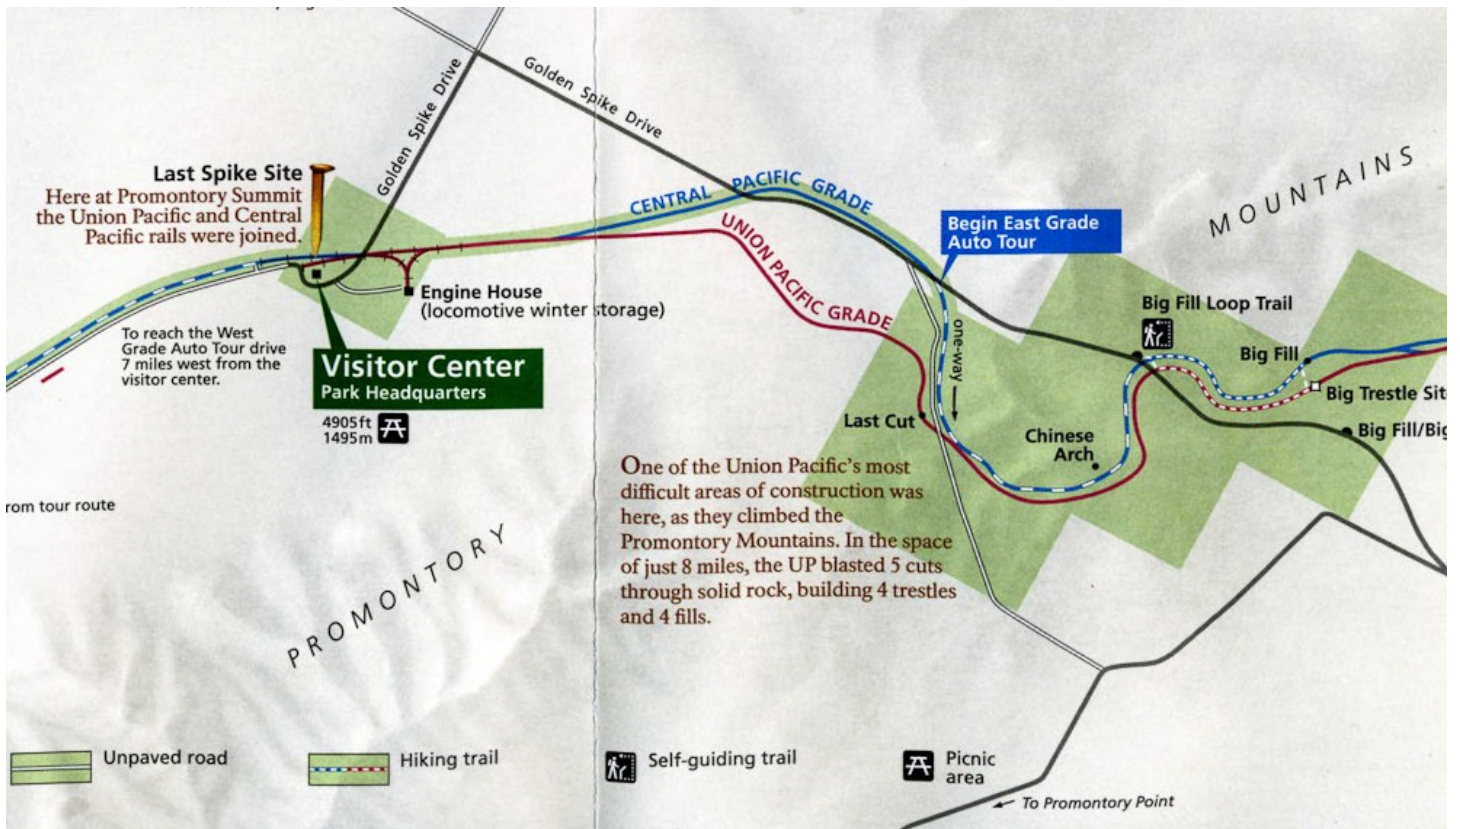 Golden Spike Drive
Golden Spike Drive
Last Spike Site
Here at Promontory Summit
the Union Pacific and Central
Pacific rails were joined.
CENTRAL PACIFIC GRADE
UNION PACIFIC GRADE
Begin East Grade
Auto Tour
MOUNTAINS
Engine House
(locomotive winter storage)
To reach the West
Grade Auto Tour drive
7 miles west from the
visitor center.
Visitor Center
Park Headquarters
4905ft
1495m
one-way
Big Fill Loop Trail
Big Fill
Big Trestle Sit
Big Fill/Big
Last Cut
Chinese
Arch
One of the Union Pacific's most
difficult areas of construction was
here, as they climbed the
Promontory Mountains. In the space
of just 8 miles, the UP blasted 5 cuts
through solid rock, building 4 trestles
and 4 fills.
rom tour route
PROMONTORY
Unpaved road
Hiking trail
Self-guiding trail
Picnic
area
To Promontory Point